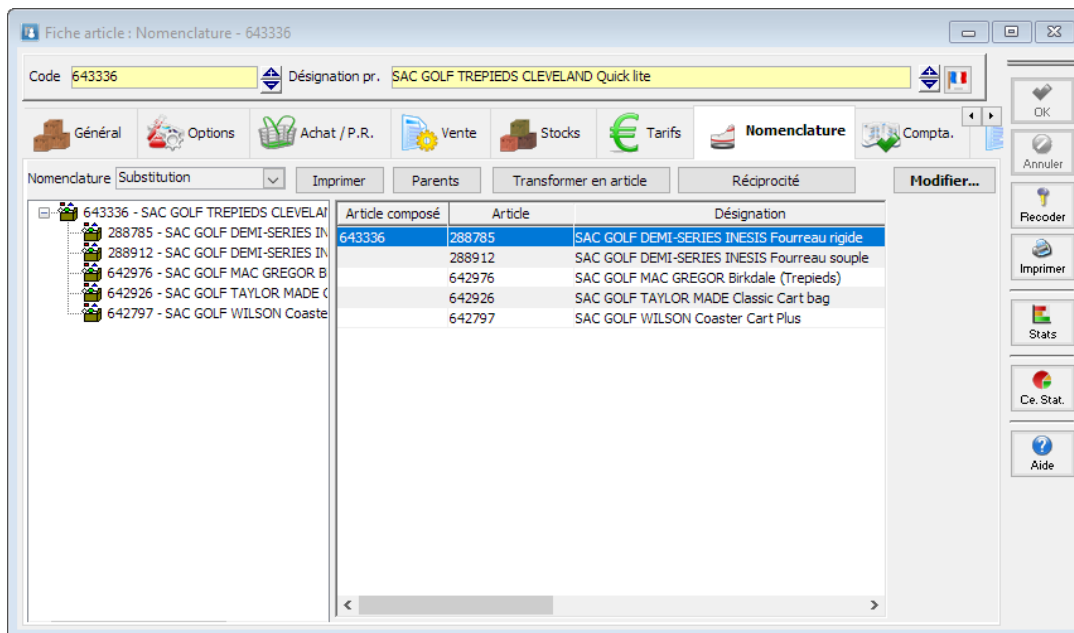 Fiche article : Nomenclature - 643336
Code 643336 Désignation pr. SAC GOLF TREPIEDS CLEVELAND Quick lite
Général Options Achat / P.R. Vente Stocks Tarifs Nomenclature Compta.
Nomenclature Substitution Imprimer Parents Transformer en article Réciprocité Modifier...
643336 - SAC GOLF TREPIEDS CLEVELAI
288785 - SAC GOLF DEMI-SERIES IN
288912 - SAC GOLF DEMI-SERIES IN
642976 - SAC GOLF MAC GREGOR B
642926 - SAC GOLF TAYLOR MADE (
642797 - SAC GOLF WILSON Coaste
Article composé Article Désignation
643336 288785 SAC GOLF DEMI-SERIES INESIS Fourreau rigide
288912 SAC GOLF DEMI-SERIES INESIS Fourreau souple
642976 SAC GOLF MAC GREGOR Birkdale (Trepieds)
642926 SAC GOLF TAYLOR MADE Classic Cart bag
642797 SAC GOLF WILSON Coaster Cart Plus
OK
Annuler
Recoder
Imprimer
Stats
Ce. Stat.
Aide